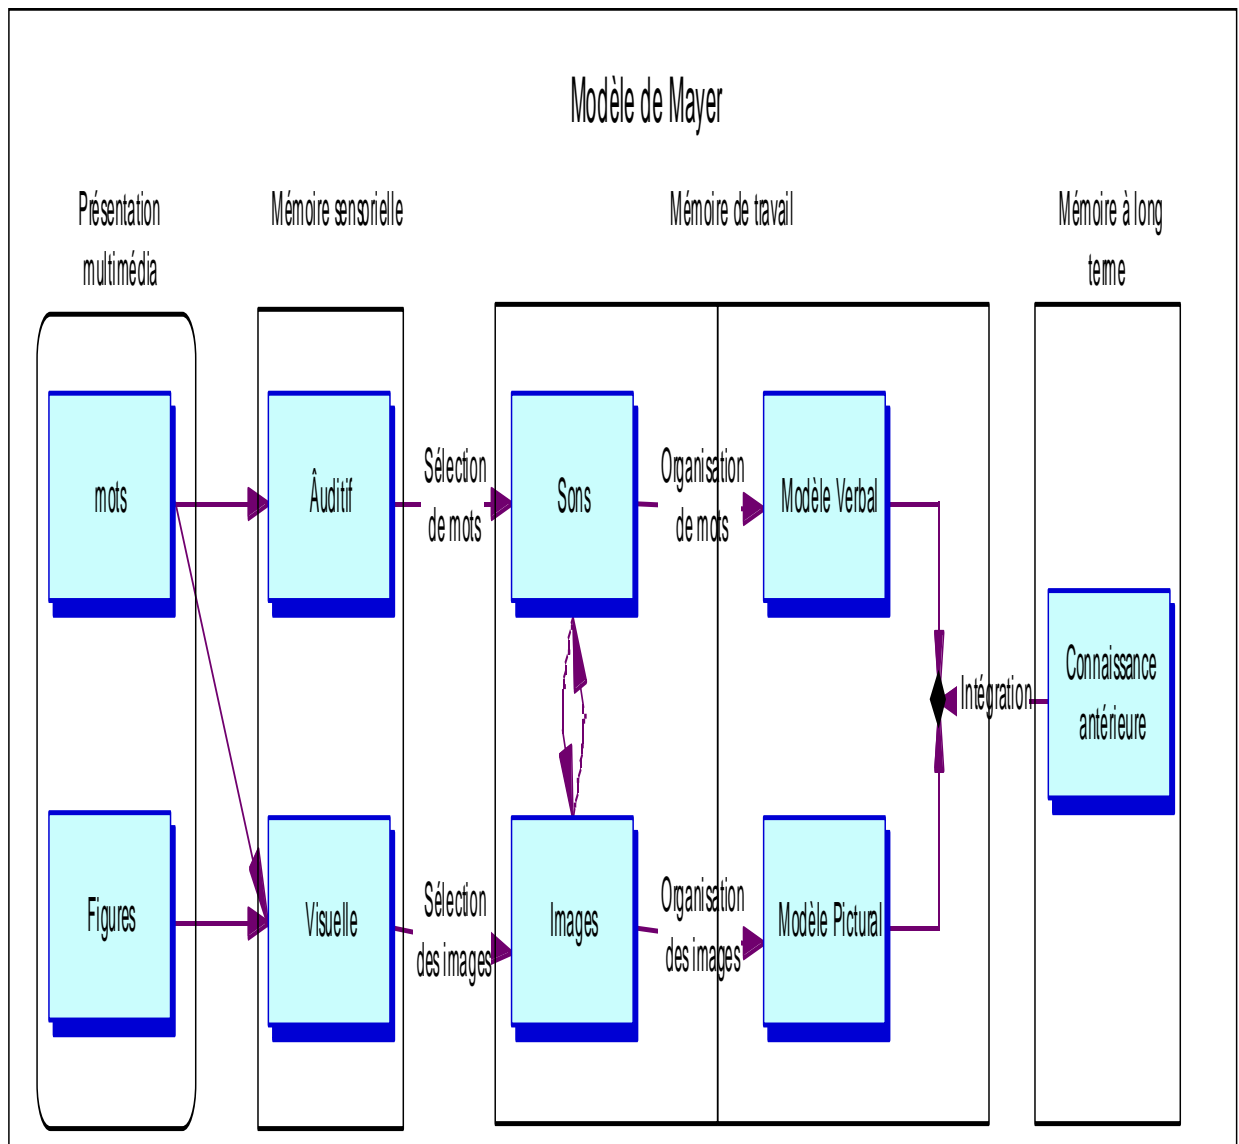 Modèle de Mayer
Présentation
multimédia
Mémoire sensorielle
Mémoire de travail
Mémoire à long
terme
mots
Âuditif
Sélection
de mots
Sons
Organisation
de mots
Modèle Verbal
Connaissance
antérieure
Intégration
Figures
Visuelle
Sélection
des images
Images
Organisation
des images
Modèle Pictural